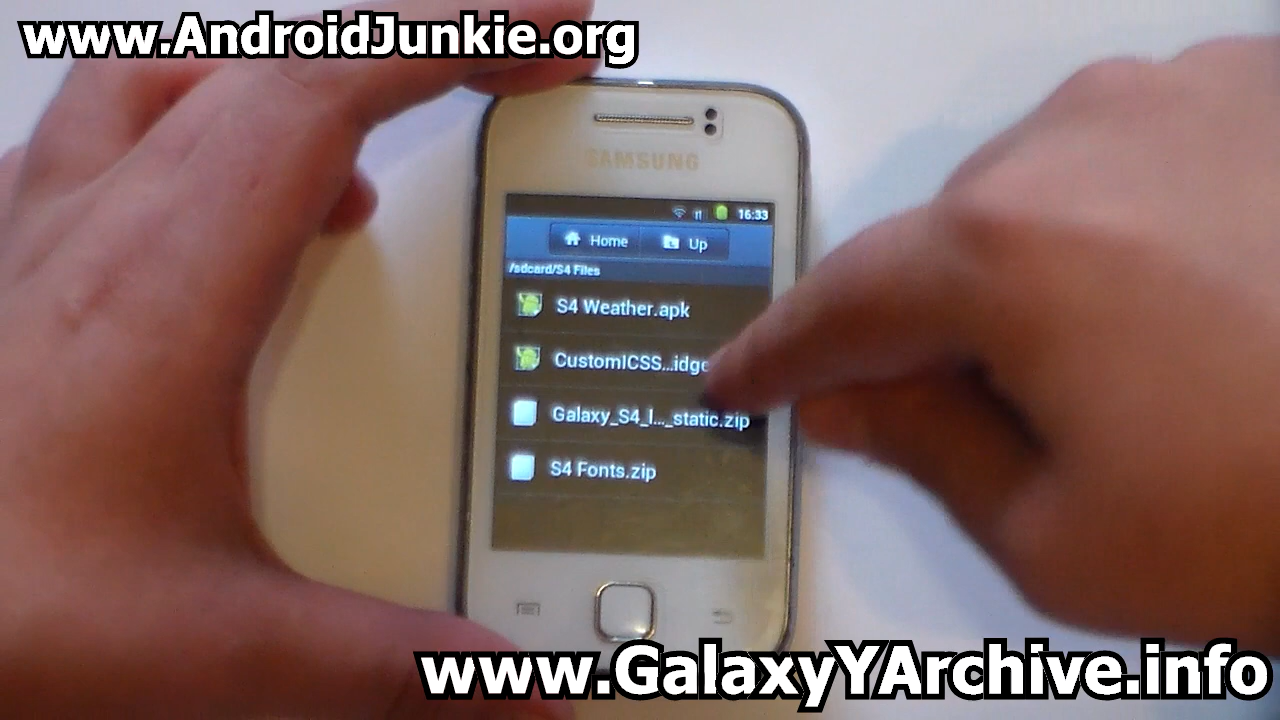 www.AndroidJunkie.org
SAMSUNG
16:33
Home Up
/sdcard/S4 Files
S4 Weather.apk
CustomICSS...idge
Galaxy_S4_l..._static.zip
S4 Fonts.zip
www.GalaxyYArchive.info